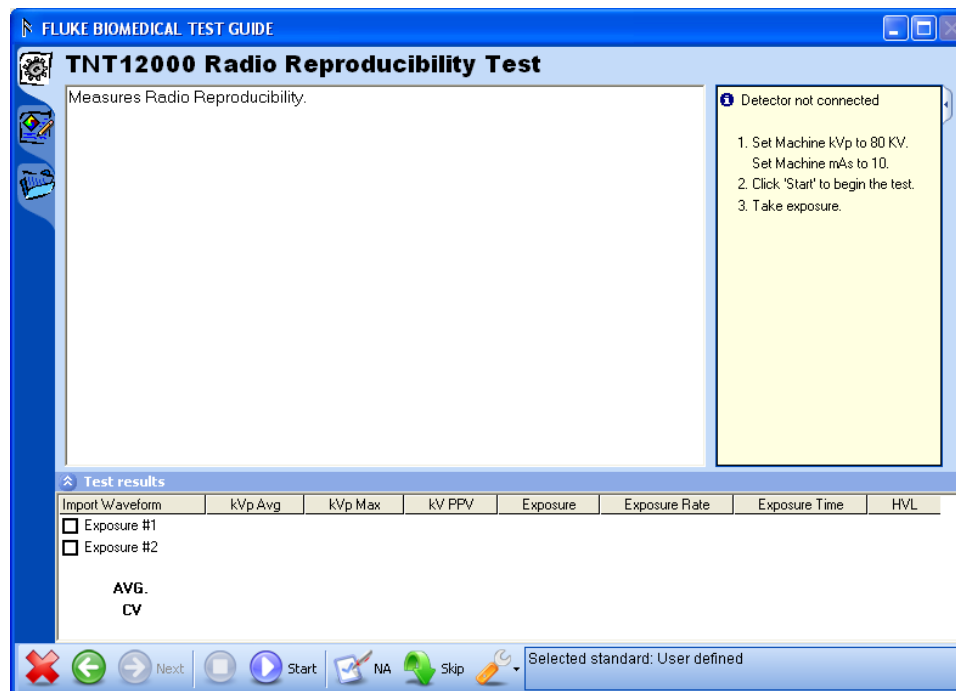 FLUKE BIOMEDICAL TEST GUIDE
TNT12000 Radio Reproducibility Test
Measures Radio Reproducibility.
Detector not connected
1. Set Machine kVp to 80 KV.
Set Machine mAs to 10.
2. Click 'Start' to begin the test.
3. Take exposure.
Test results
Import Waveform kVp Avg kVp Max kV PPV Exposure Exposure Rate Exposure Time HVL
Exposure #1
Exposure #2
AVG.
CV
Next Start NA Skip Selected standard: User defined